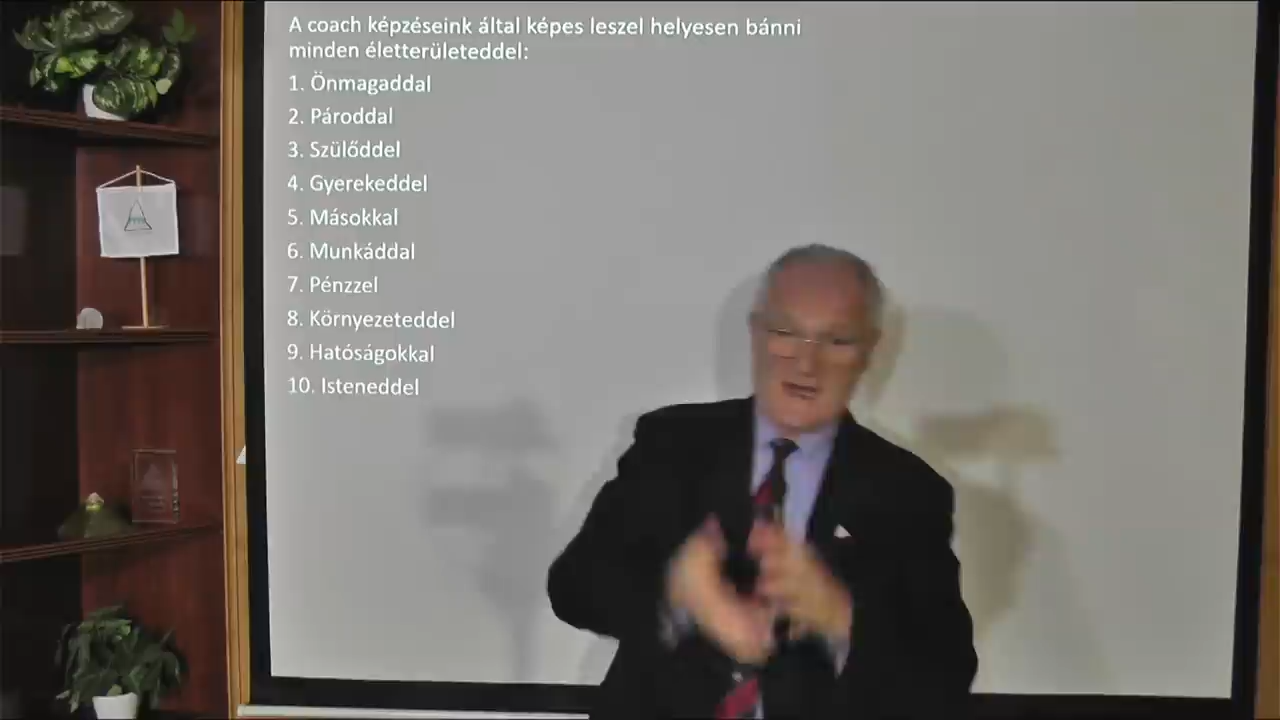 A coach képzéseink által képes leszel helyesen bánni
minden életterületeddel:
1. Önmagaddal
2. Pároddal
3. Szülőddel
4. Gyerekeddel
5. Másokkal
6. Munkáddal
7. Pénzzel
8. Környezeteddel
9. Hatóságokkal
10. Isteneddel